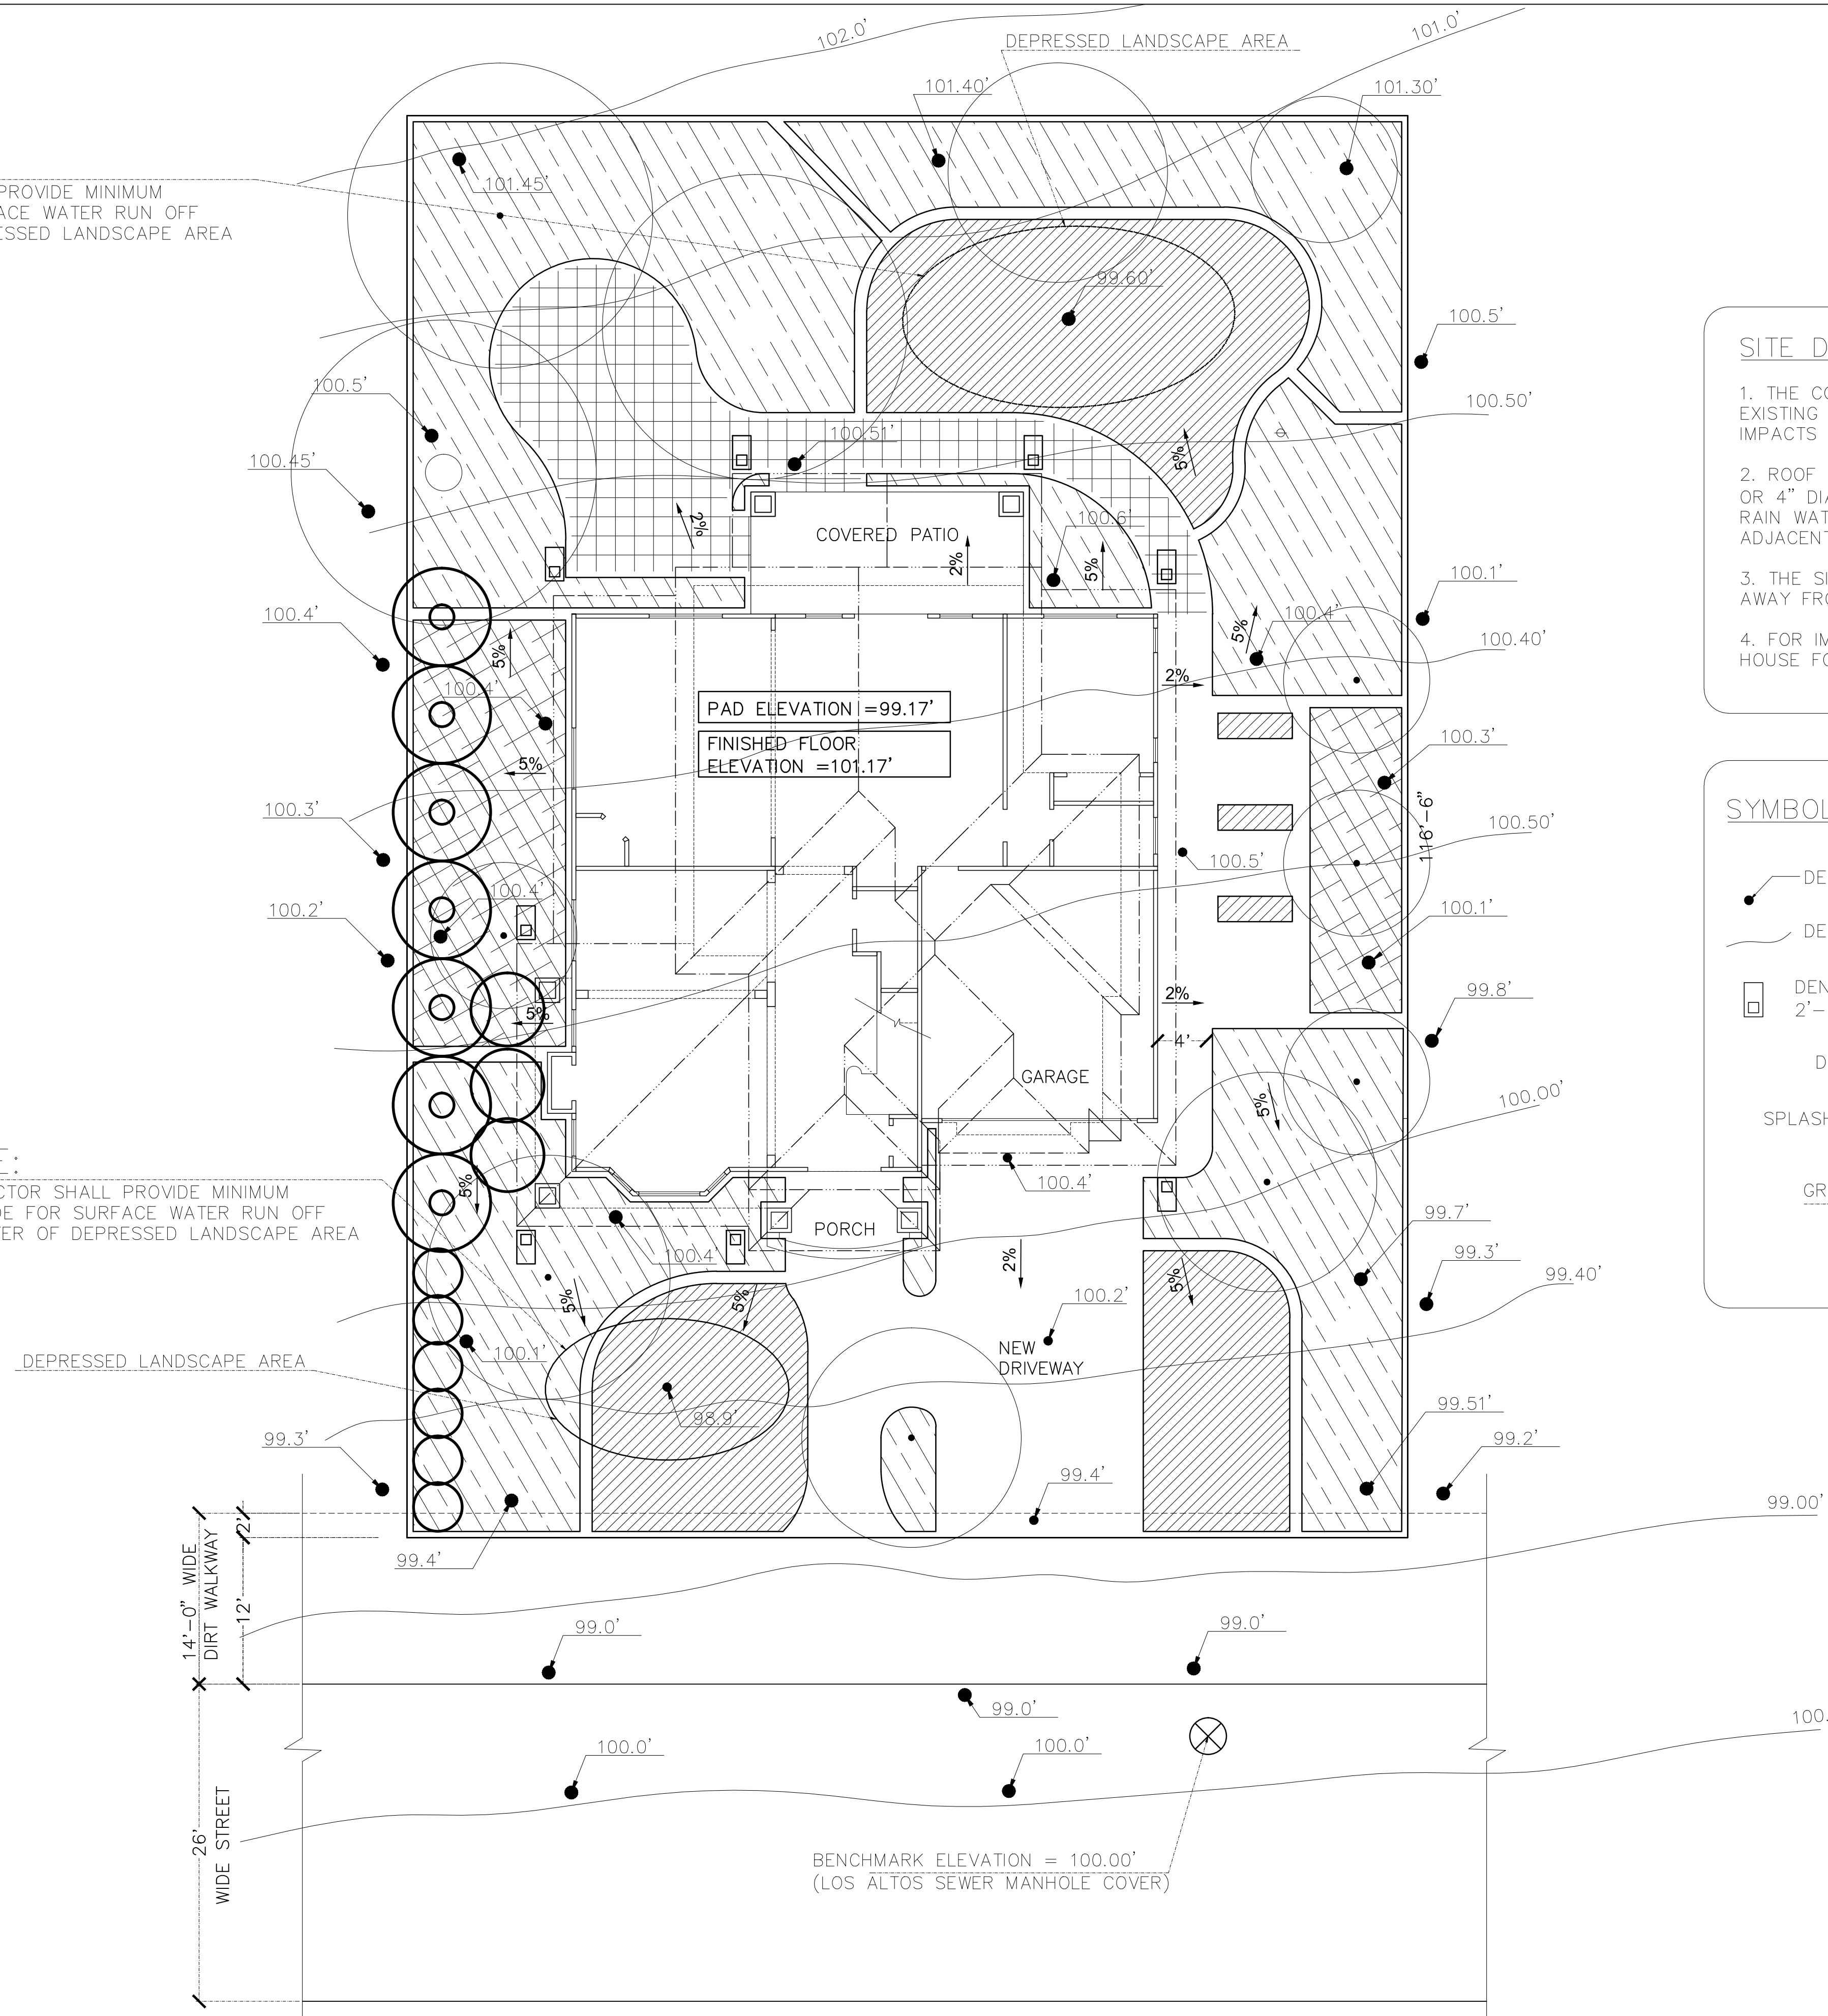 102.0'
DEPRESSED LANDSCAPE AREA
101.0'
101.40'
101.30'
101.45'
PROVIDE MINIMUM
ACE WATER RUN OFF
ESSED LANDSCAPE AREA
99.60'
100.5'
100.5'
100.50'
100.51'
100.45'
5%
2%
COVERED PATIO
2%
100.6'
5%
100.1'
100.4'
5%
100.4'
5%
100.40'
100.4'
2%
PAD ELEVATION =99.17'
FINISHED FLOOR
ELEVATION =101.17'
5%
100.3'
100.3'
116'-6"
100.50'
100.5'
100.4'
100.2'
100.1'
99.8'
2%
5%
4'
GARAGE
5%
100.00'
E:
CTOR SHALL PROVIDE MINIMUM
DE FOR SURFACE WATER RUN OFF
TER OF DEPRESSED LANDSCAPE AREA
5%
100.4'
PORCH
100.4'
99.7'
99.3'
99.40'
2%
5%
5%
5%
100.2'
NEW
DRIVEWAY
100.1'
DEPRESSED LANDSCAPE AREA
98.9'
99.51'
99.3'
99.2'
99.4'
99.4'
99.00'
2'
12'
14'-0" WIDE
DIRT WALKWAY
99.0'
99.0'
99.0'
100.0'
100.0'
100.
26'
WIDE STREET
BENCHMARK ELEVATION = 100.00'
(LOS ALTOS SEWER MANHOLE COVER)
SITE D
1. THE CO
EXISTING
IMPACTS
2. ROOF
OR 4" DIA
RAIN WAT
ADJACENT
3. THE SI
AWAY FRO
4. FOR IM
HOUSE FO
SYMBOL
DE
DE
DEN
2'-
D
SPLASH
GR